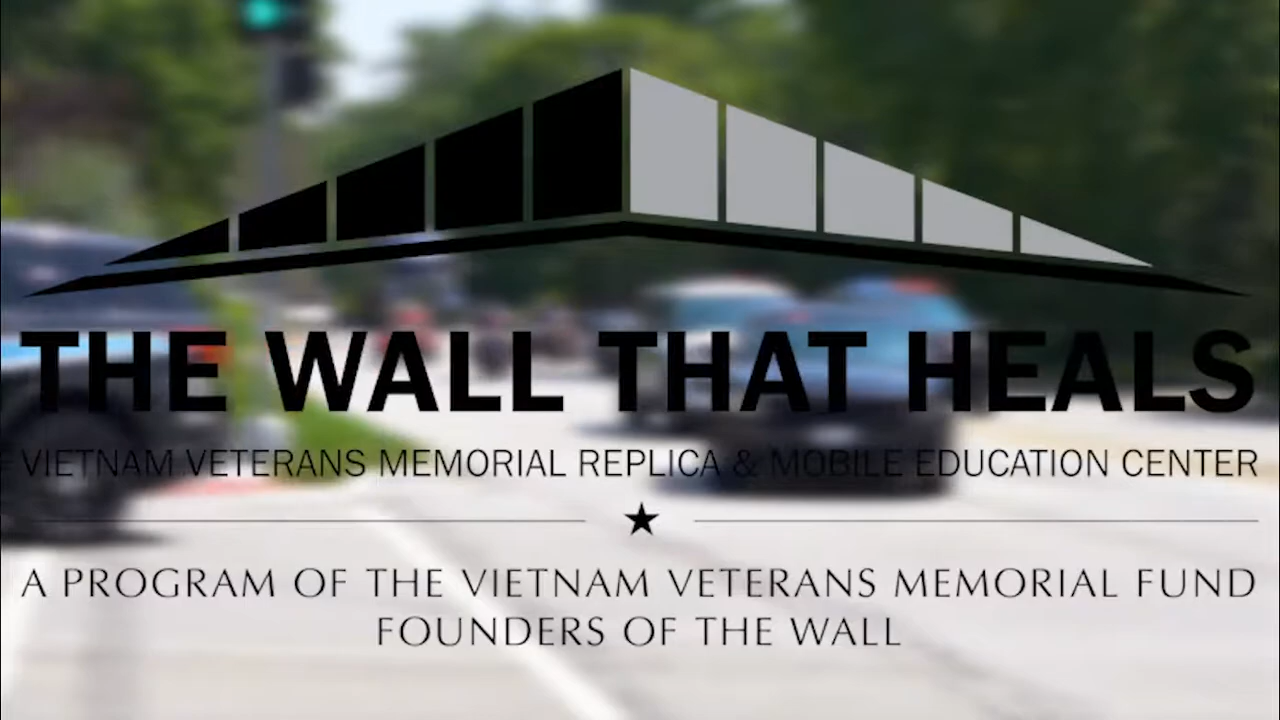 THE WALL THAT HEALS
VIETNAM VETERANS MEMORIAL REPLICA & MOBILE EDUCATION CENTER
A PROGRAM OF THE VIETNAM VETERANS MEMORIAL FUND
FOUNDERS OF THE WALL